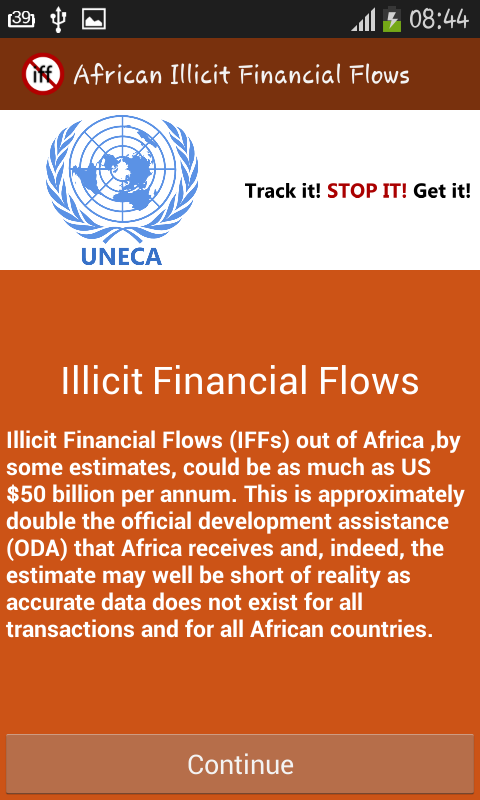 39 08:44
iff African Illicit Financial Flows
UNECA
Track it! STOP IT! Get it!
Illicit Financial Flows
Illicit Financial Flows (IFFs) out of Africa ,by
some estimates, could be as much as US
$50 billion per annum. This is approximately
double the official development assistance
(ODA) that Africa receives and, indeed, the
estimate may well be short of reality as
accurate data does not exist for all
transactions and for all African countries.
Continue